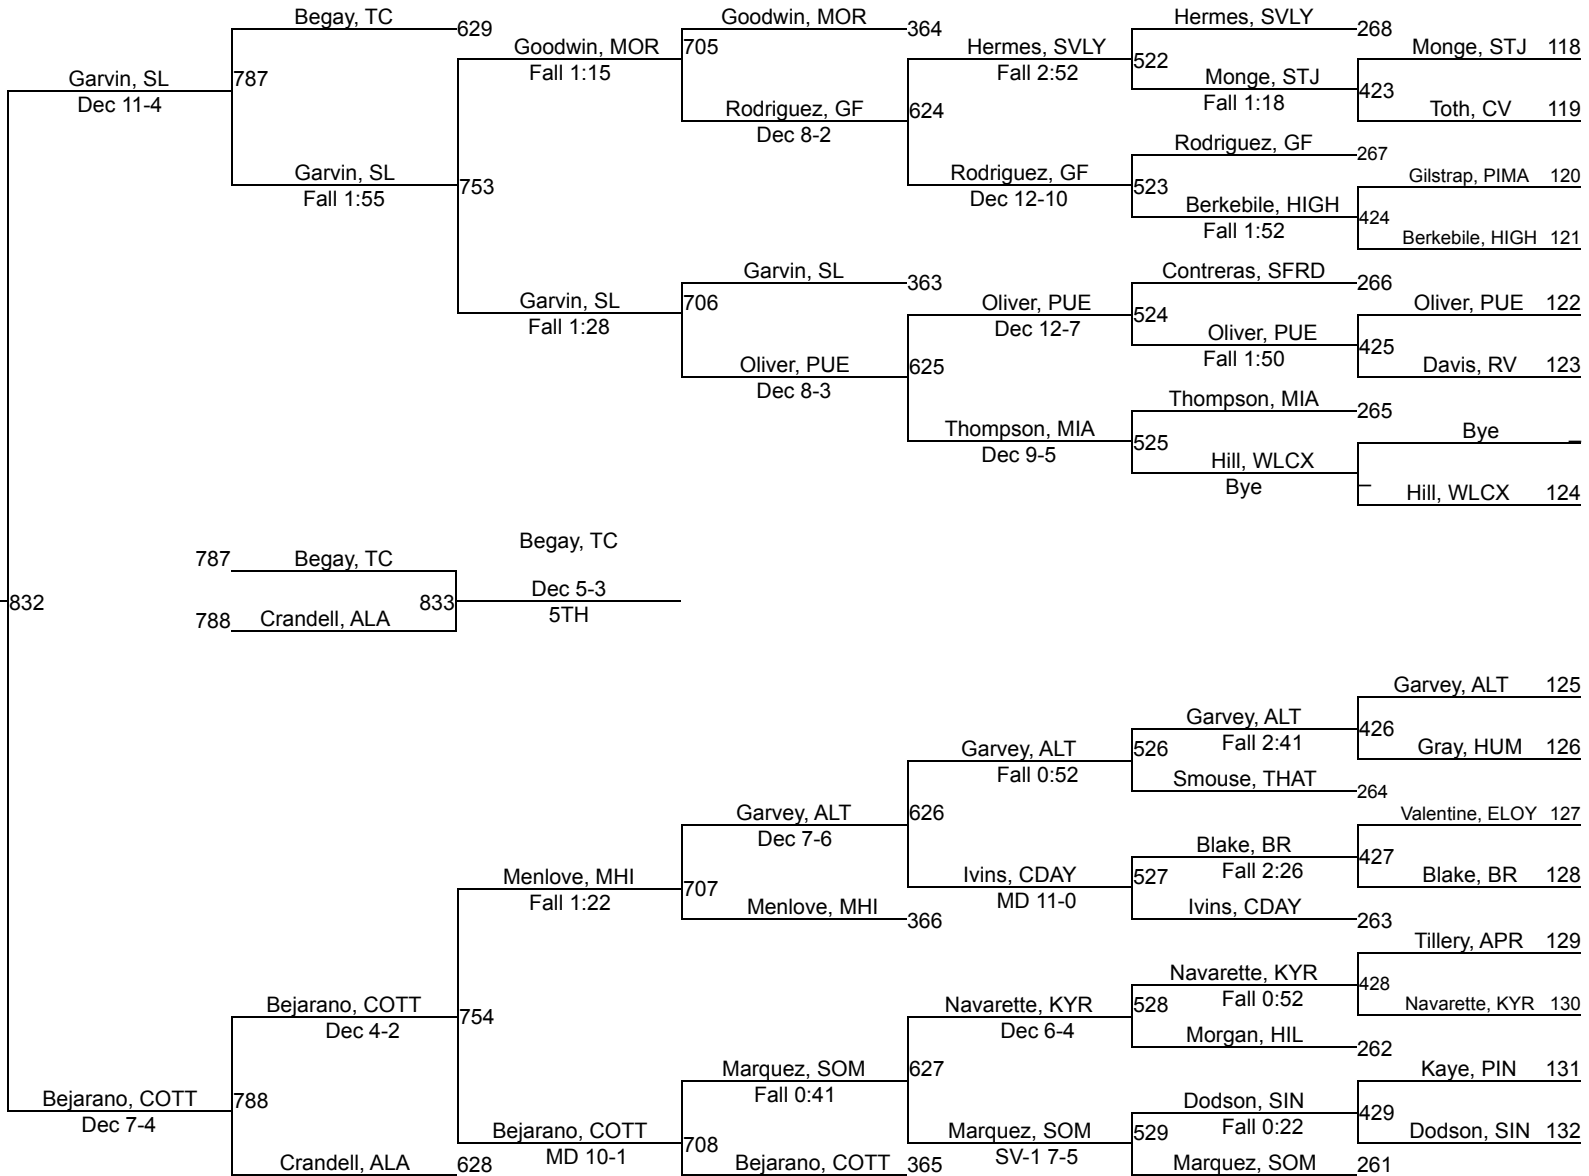 Begay, TC
629
Goodwin, MOR
364
Hermes, SVLY
268
Goodwin, MOR
705
Hermes, SVLY
Monge, STJ 118
Garvin, SL
787
Fall 1:15
Fall 2:52
522
Monge, STJ
423
Dec 11-4
Rodriguez, GF
624
Fall 1:18
Toth, CV 119
Dec 8-2
Rodriguez, GF
267
Garvin, SL
753
Rodriguez, GF
523
Gilstrap, PIMA 120
Fall 1:55
Dec 12-10
Berkebile, HIGH
424
Fall 1:52
Berkebile, HIGH 121
Garvin, SL
363
Contreras, SFRD
266
Garvin, SL
706
Oliver, PUE
524
Oliver, PUE 122
Fall 1:28
Dec 12-7
Oliver, PUE
425
Oliver, PUE
625
Fall 1:50
Davis, RV 123
Dec 8-3
Thompson, MIA
265
Thompson, MIA
525
Bye
Dec 9-5
Hill, WLCX
Bye
Hill, WLCX 124
787
Begay, TC
Begay, TC
832
833
Dec 5-3
788
Crandell, ALA
5TH
Garvey, ALT 125
Garvey, ALT
426
Garvey, ALT
526
Fall 2:41
Gray, HUM 126
Fall 0:52
Smouse, THAT
264
Garvey, ALT
626
Valentine, ELOY 127
Dec 7-6
Blake, BR
427
Menlove, MHI
707
Ivins, CDAY
527
Fall 2:26
Blake, BR 128
Fall 1:22
Menlove, MHI
366
MD 11-0
Ivins, CDAY
263
Tillery, APR 129
Bejarano, COTT
754
Navarette, KYR
528
Navarette, KYR
428
Dec 4-2
Dec 6-4
Fall 0:52
Navarette, KYR 130
Morgan, HIL
262
Marquez, SOM
627
Kaye, PIN 131
Bejarano, COTT
788
Fall 0:41
Dodson, SIN
429
Dec 7-4
Bejarano, COTT
708
Marquez, SOM
529
Fall 0:22
Dodson, SIN 132
Crandell, ALA
628
MD 10-1
Bejarano, COTT
365
SV-1 7-5
Marquez, SOM
261